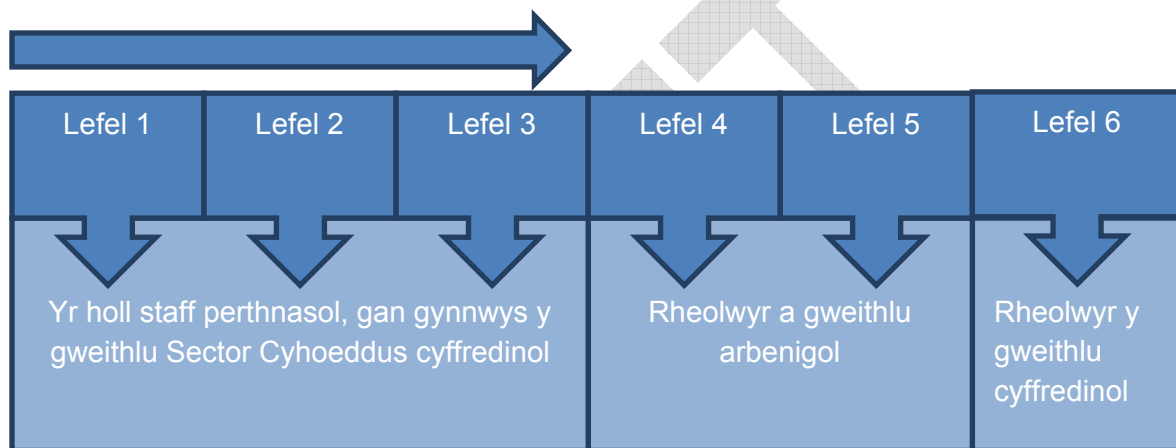 Lefel 1
Lefel 2
Lefel 3
Lefel 4
Lefel 5
Lefel 6
Yr holl staff perthnasol, gan gynnwys y
gweithlu Sector Cyhoeddus cyffredinol
Rheolwyr a gweithlu
arbenigol
Rheolwyr y
gweithlu
cyffredinol